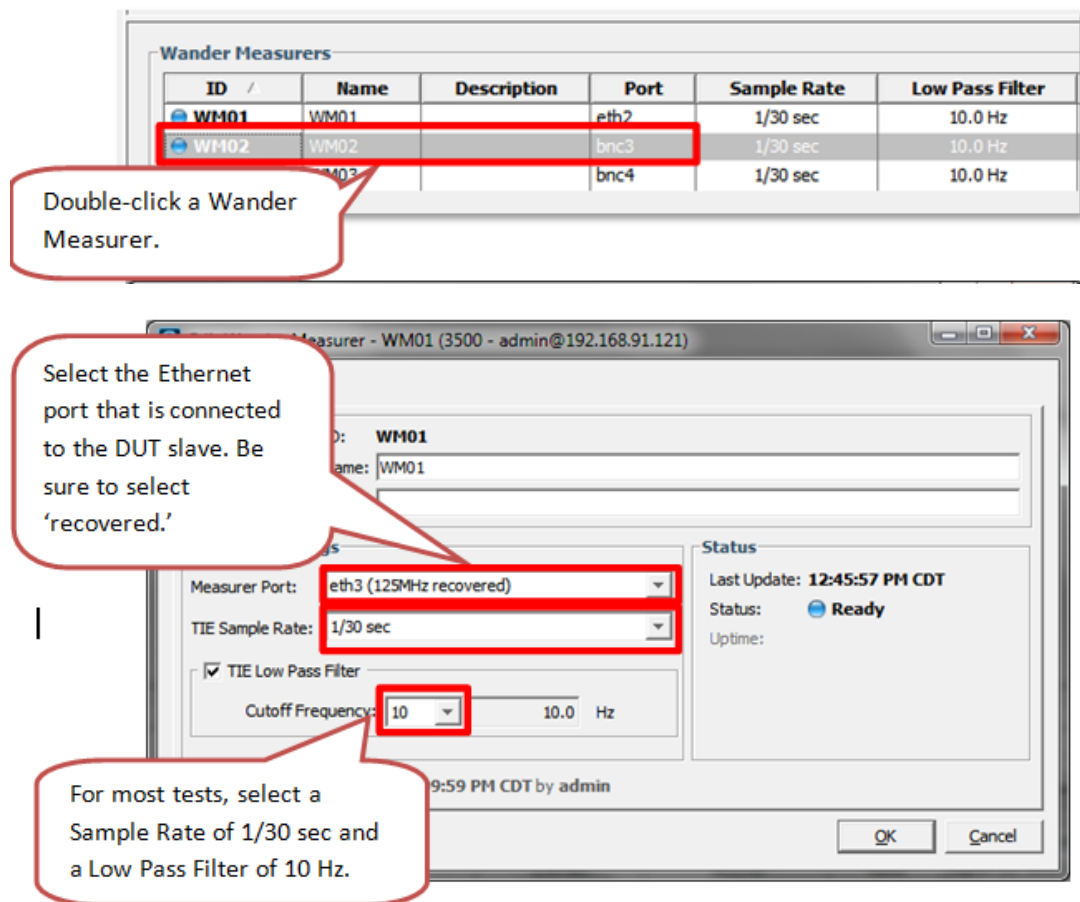 Wander Measurers
ID Name Description Port Sample Rate Low Pass Filter
WM01 WM01 eth2 1/30 sec 10.0 Hz
WM02 WM02 bnc3 1/30 sec 10.0 Hz
WM03 bnc4 1/30 sec 10.0 Hz
Double-click a Wander
Measurer.
Measurer - WM01 (3500 - admin@192.168.91.121)
Select the Ethernet
port that is connected
to the DUT slave. Be
sure to select
‘recovered.’
WM01
ame: WM01
gs
Measurer Port: eth3 (125MHz recovered)
TIE Sample Rate: 1/30 sec
TIE Low Pass Filter
Cutoff Frequency: 10 10.0 Hz
Status
Last Update: 12:45:57 PM CDT
Status: Ready
Uptime:
9:59 PM CDT by admin
For most tests, select a
Sample Rate of 1/30 sec and
a Low Pass Filter of 10 Hz.
OK Cancel